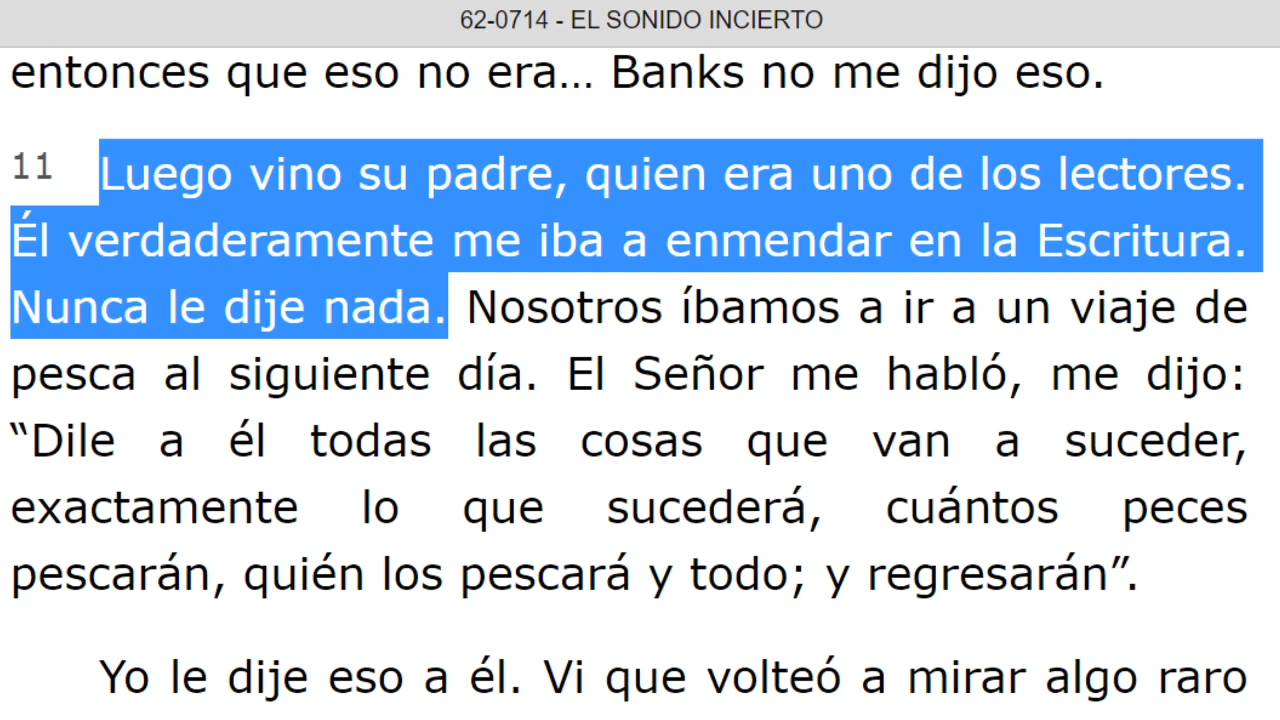 62-0714 - EL SONIDO INCIERTO
entonces que eso no era… Banks no me dijo eso.
11 Luego vino su padre, quien era uno de los lectores.
Él verdaderamente me iba a enmendar en la Escritura.
Nunca le dije nada. Nosotros íbamos a ir a un viaje de
pesca al siguiente día. El Señor me habló, me dijo:
“Dile a él todas las cosas que van a suceder,
exactamente lo que sucederá, cuántos peces
pescarán, quién los pescará y todo; y regresarán”.
Yo le dije eso a él. Vi que volteó a mirar algo raro